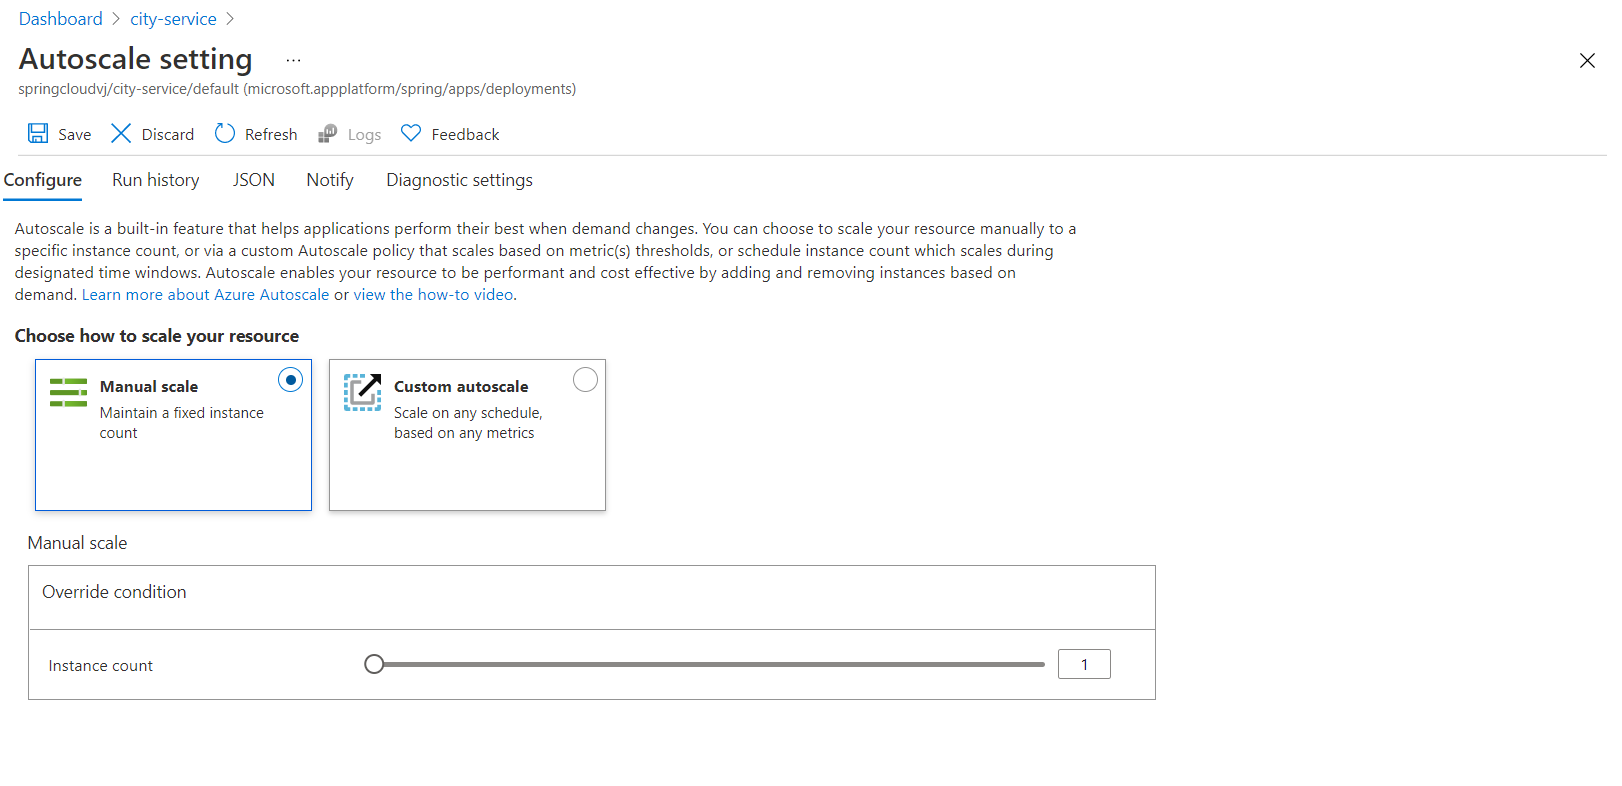 Dashboard > city-service >
Autoscale setting ...
springcloudvj/city-service/default (microsoft.appplatform/spring/apps/deployments)
Save Discard Refresh Logs Feedback
Configure Run history JSON Notify Diagnostic settings
Autoscale is a built-in feature that helps applications perform their best when demand changes. You can choose to scale your resource manually to a
specific instance count, or via a custom Autoscale policy that scales based on metric(s) thresholds, or schedule instance count which scales during
designated time windows. Autoscale enables your resource to be performant and cost effective by adding and removing instances based on
demand. Learn more about Azure Autoscale or view the how-to video.
Choose how to scale your resource
Manual scale
Maintain a fixed instance
count
Custom autoscale
Scale on any schedule,
based on any metrics
Manual scale
Override condition
Instance count 1